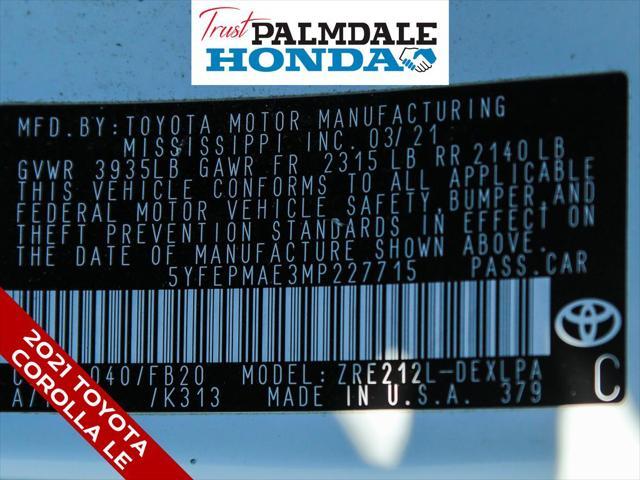 Trust
PALMDALE
HONDA
MFD. BY: TOYOTA MOTOR MANUFACTURING
MISSISSIPPI INC. 03/21
GVWR 3935LB GAWR FR 2315 LB RR 2140 LB
THIS VEHICLE CONFORMS TO ALL APPLICABLE
FEDERAL MOTOR VEHICLE SAFETY, BUMPER, AND
THEFT PREVENTION STANDARDS IN EFFECT ON
THE DATE OF MANUFACTURE SHOWN ABOVE.
5YFEPMAE3MP227715 PASS. CAR
040/FB20 MODEL: ZRE212L-DEXLPA
C
/K313 MADE IN U.S.A. 379
2021 TOYOTA
COROLLA LE